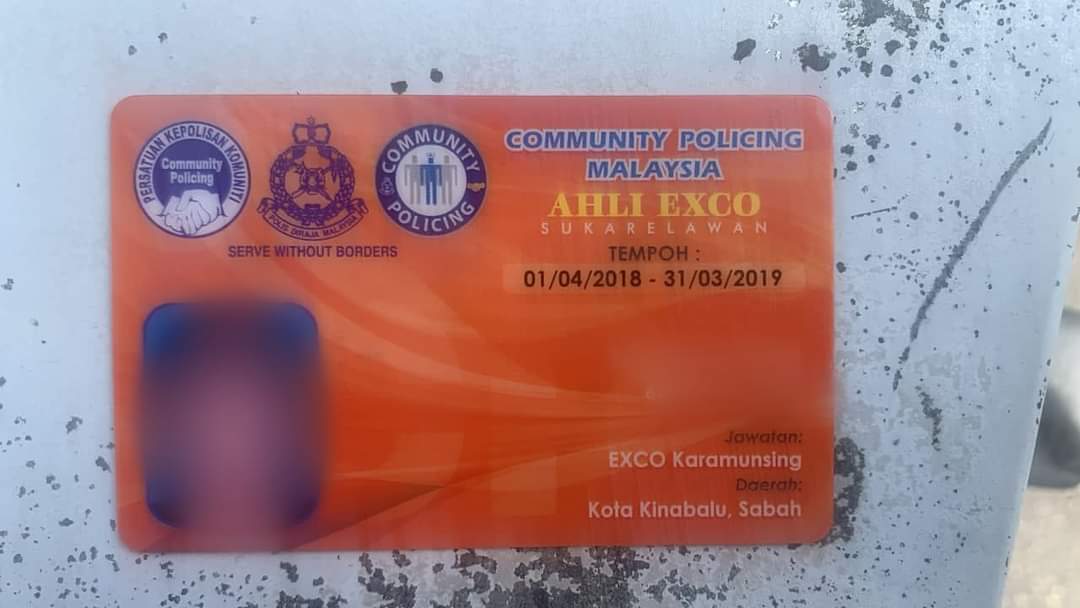 PERSATUAN KEPOLISAN KOMUNITI
Community
Policing
POLIS DIRAJA MALAYSIA
COMMUNITY
POLICING
SERVE WITHOUT BORDERS
COMMUNITY POLICING
MALAYSIA
AHLI EXCO
SUKARELAWAN
TEMPOH :
01/04/2018 - 31/03/2019
Jawatan:
EXCO Karamunsing
Daerah:
Kota Kinabalu, Sabah